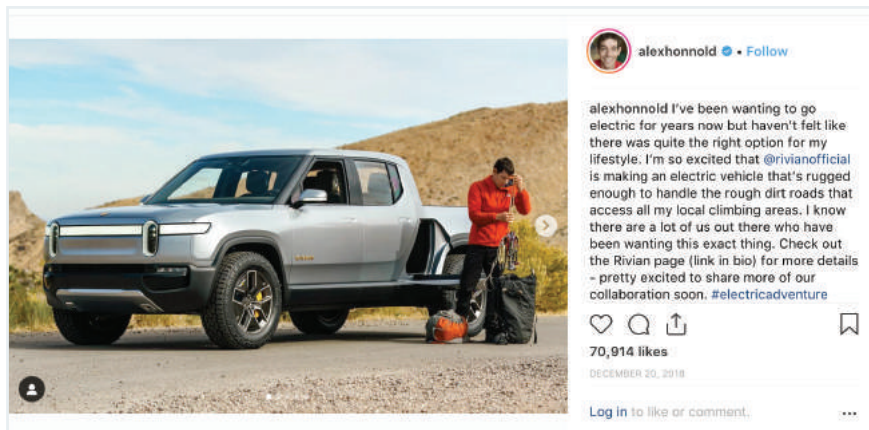 alexhonnold • Follow
alexhonnold I've been wanting to go
electric for years now but haven't felt like
there was quite the right option for my
lifestyle. I'm so excited that @rivianofficial
is making an electric vehicle that's rugged
enough to handle the rough dirt roads that
access all my local climbing areas. I know
there are a lot of us out there who have
been wanting this exact thing. Check out
the Rivian page (link in bio) for more details
- pretty excited to share more of our
collaboration soon. #electricadventure
70,914 likes
DECEMBER 20, 2018
Log in to like or comment.